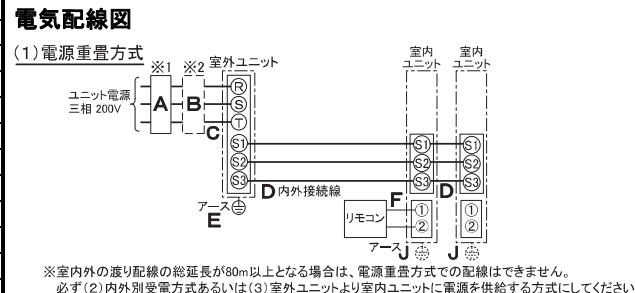 電気配線図
(1)電源重畳方式
※1 ※2 室外ユニット
室内
ユニット
室内
ユニット
ユニット電源
三相 200V
A
B
C
R
S
T
S1
S2
S3
S1
S2
S3
S1
S2
S3
D 内外接続線
D
アース
E
リモコン
F
①
②
①
②
アース J
J
※室内外の渡り配線の総延長が80m以上となる場合は、電源重畳方式での配線はできません。
必ず(2)内外別受電方式あるいは(3)室外ユニットより室内ユニットに電源を供給する方式にしてください